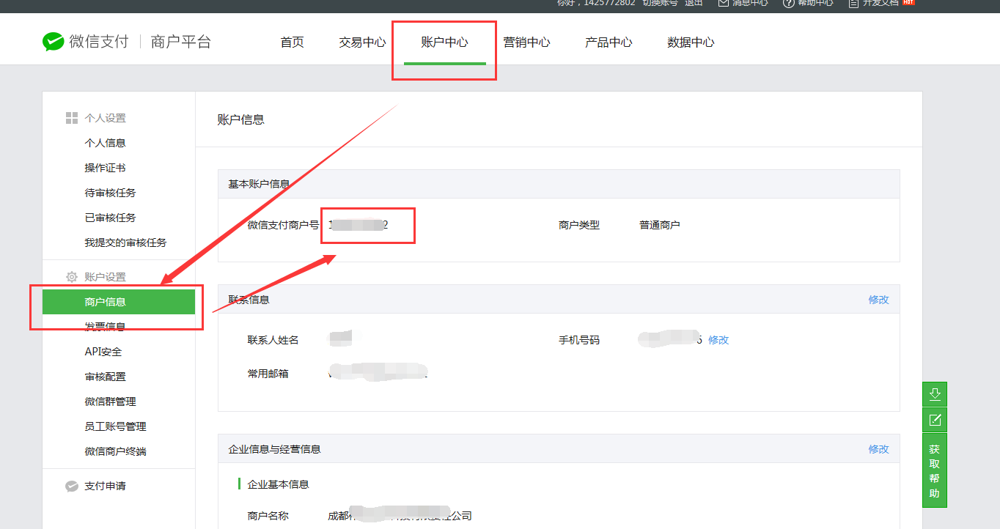 你好，1425772802 切换账号 退出 消息中心 帮助中心 开发文档 HOT
微信支付 商户平台 首页 交易中心 账户中心 营销中心 产品中心 数据中心
个人设置
个人信息
操作证书
待审核任务
已审核任务
我提交的审核任务
账户设置
商户信息
发票信息
API安全
审核配置
微信群管理
员工账号管理
微信商户终端
支付申请
账户信息
基本账户信息
微信支付商户号 1 2 商户类型 普通商户
联系信息 修改
联系人姓名 手机号码 修改
常用邮箱
企业信息与经营信息 修改
企业基本信息
商户名称 成都 公司
获
取
帮
助